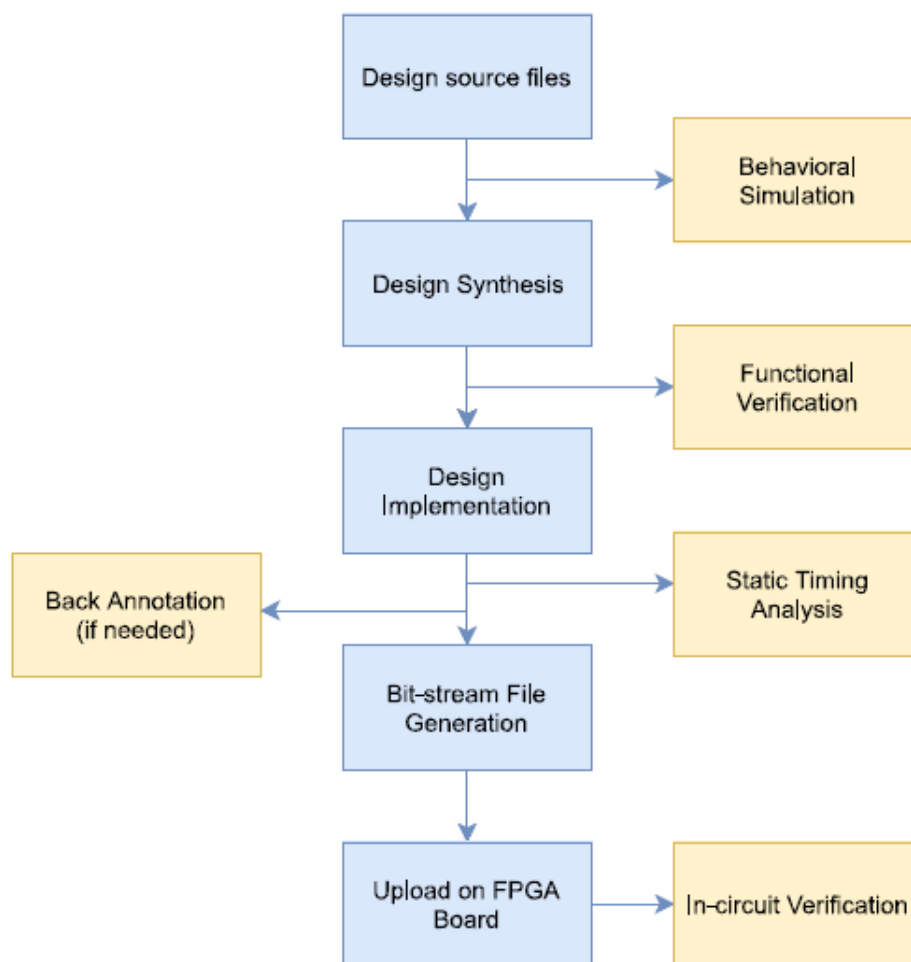 Design source files
Behavioral
Simulation
Design Synthesis
Functional
Verification
Design
Implementation
Static Timing
Analysis
Back Annotation
(if needed)
Bit-stream File
Generation
Upload on FPGA
Board
In-circuit Verification